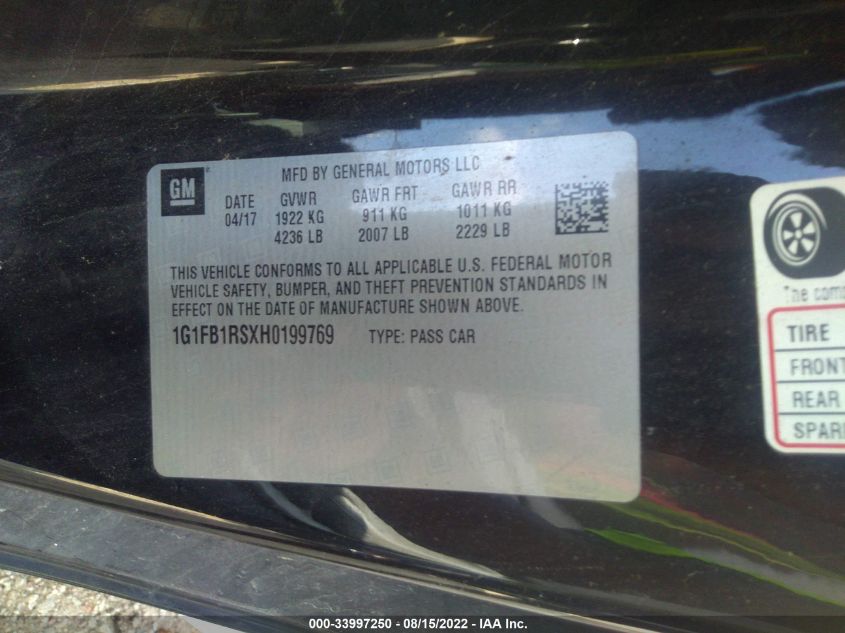 GM
MFD BY GENERAL MOTORS LLC
DATE GVWR GAWR FRT GAWR RR
04/17 1922 KG 911 KG 1011 KG
4236 LB 2007 LB 2229 LB
THIS VEHICLE CONFORMS TO ALL APPLICABLE U.S. FEDERAL MOTOR
VEHICLE SAFETY, BUMPER, AND THEFT PREVENTION STANDARDS IN
EFFECT ON THE DATE OF MANUFACTURE SHOWN ABOVE.
1G1FB1RSXH0199769 TYPE: PASS CAR
The com
TIRE
FRONT
REAR
SPAR
000-33997250 - 08/15/2022 - IAA Inc.